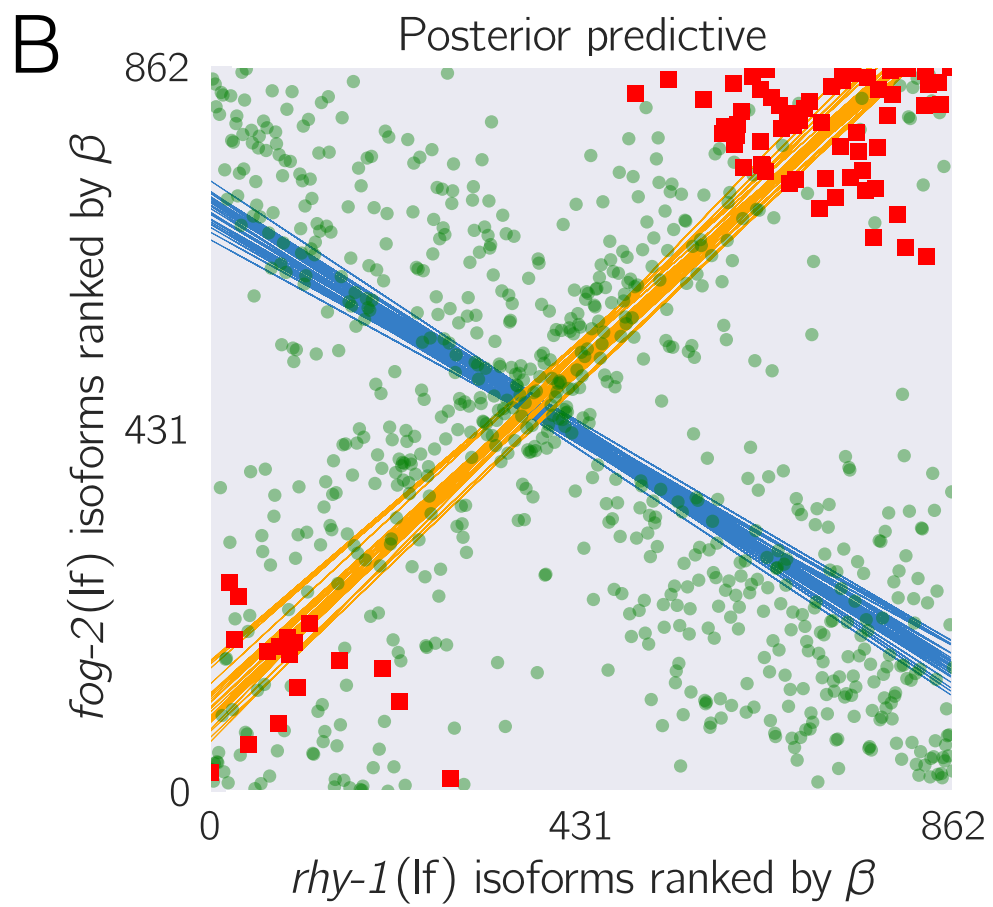 B
Posterior predictive
862
431
0
fog-2(lf) isoforms ranked by β
0 431 862
rhy-1(lf) isoforms ranked by β